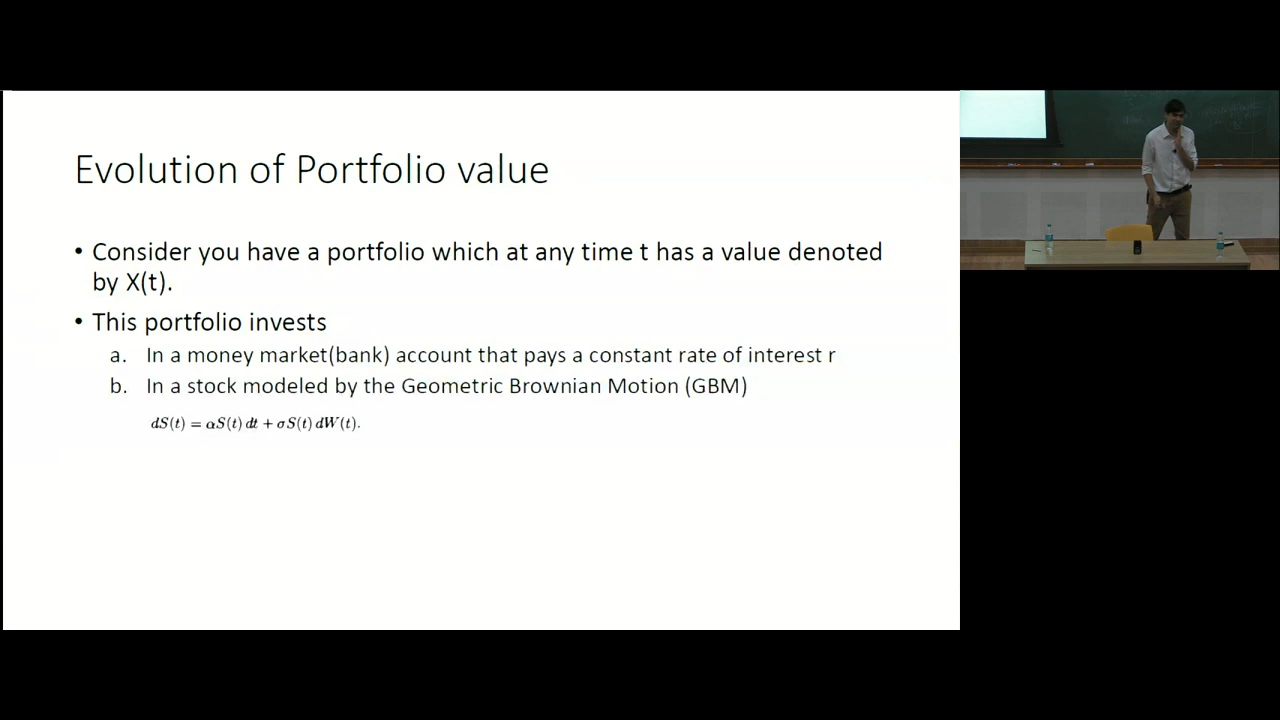 Evolution of Portfolio value
• Consider you have a portfolio which at any time t has a value denoted
by X(t).
• This portfolio invests
a. In a money market(bank) account that pays a constant rate of interest r
b. In a stock modeled by the Geometric Brownian Motion (GBM)
dS(t) = αS(t) dt + σS(t) dW(t).